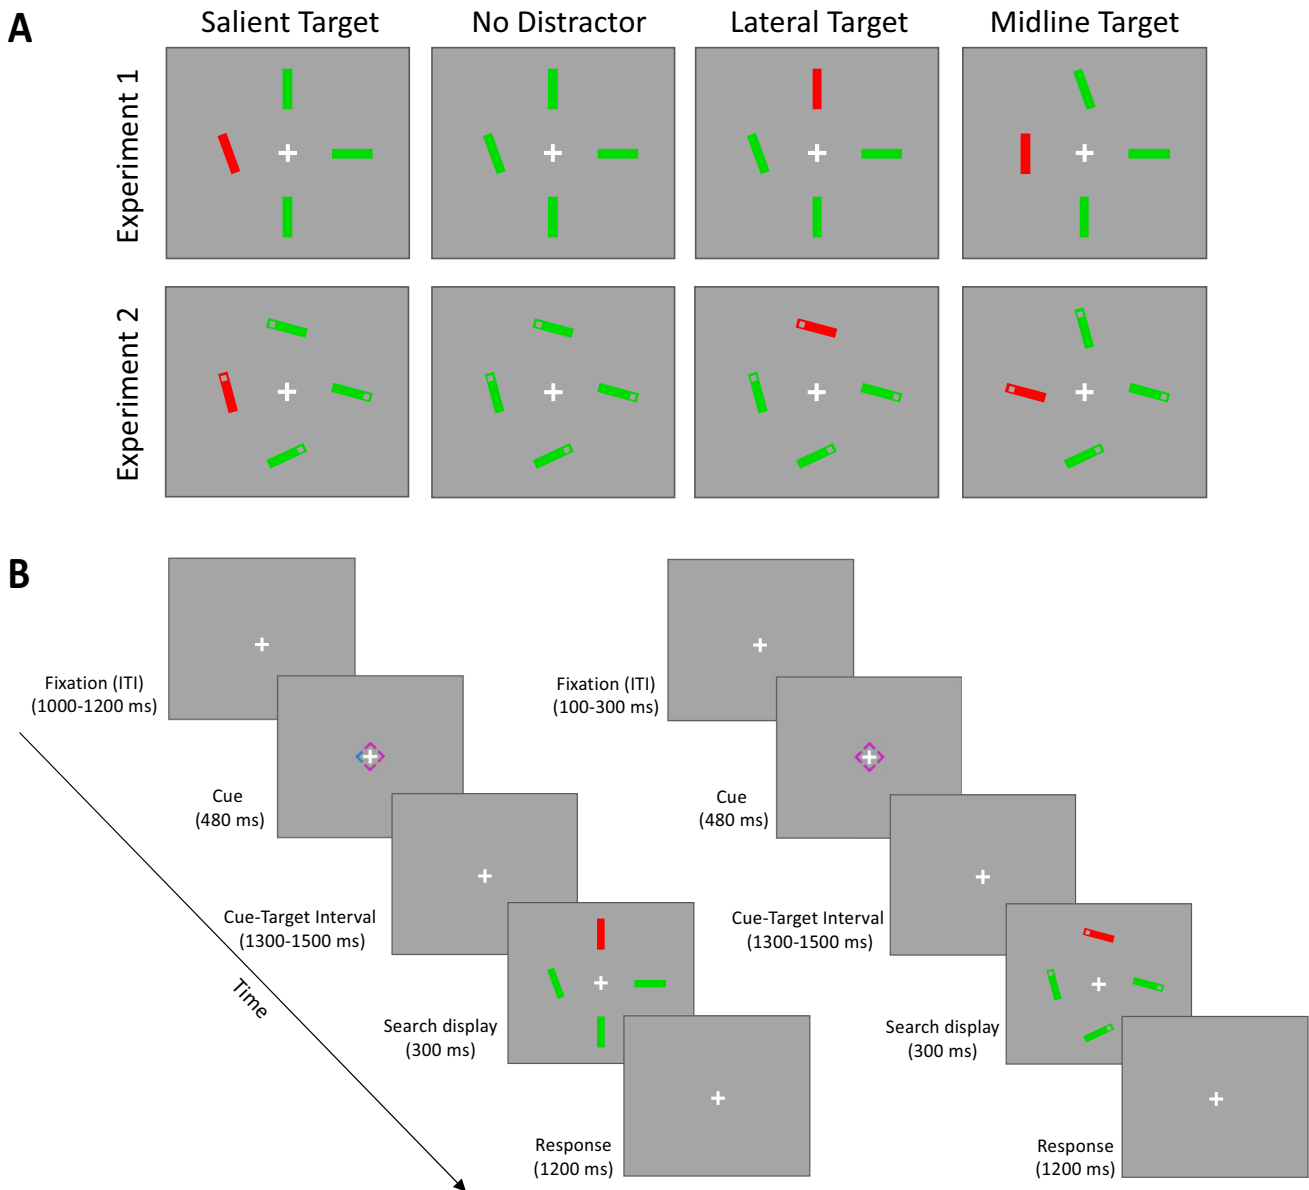 A
Salient Target
No Distractor
Lateral Target
Midline Target
Experiment 1
Experiment 2
B
Fixation (ITI)
(1000-1200 ms)
Cue
(480 ms)
Cue-Target Interval
(1300-1500 ms)
Search display
(300 ms)
Response
(1200 ms)
Time
Fixation (ITI)
(100-300 ms)
Cue
(480 ms)
Cue-Target Interval
(1300-1500 ms)
Search display
(300 ms)
Response
(1200 ms)